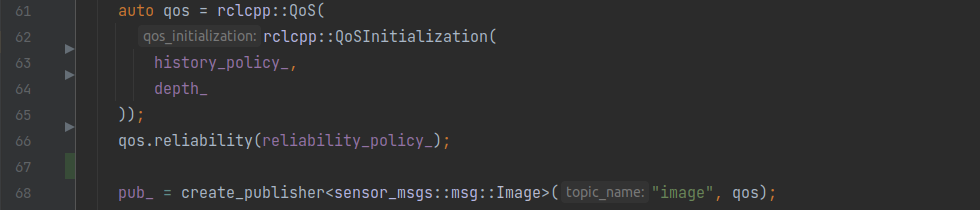 61 auto qos = rclcpp::QoS(
62 qos_initialization: rclcpp::QoSInitialization(
63 history_policy_,
64 depth_
65 ));
66 qos.reliability(reliability_policy_);
67
68 pub_ = create_publisher<sensor_msgs::msg::Image>( topic_name: "image", qos);